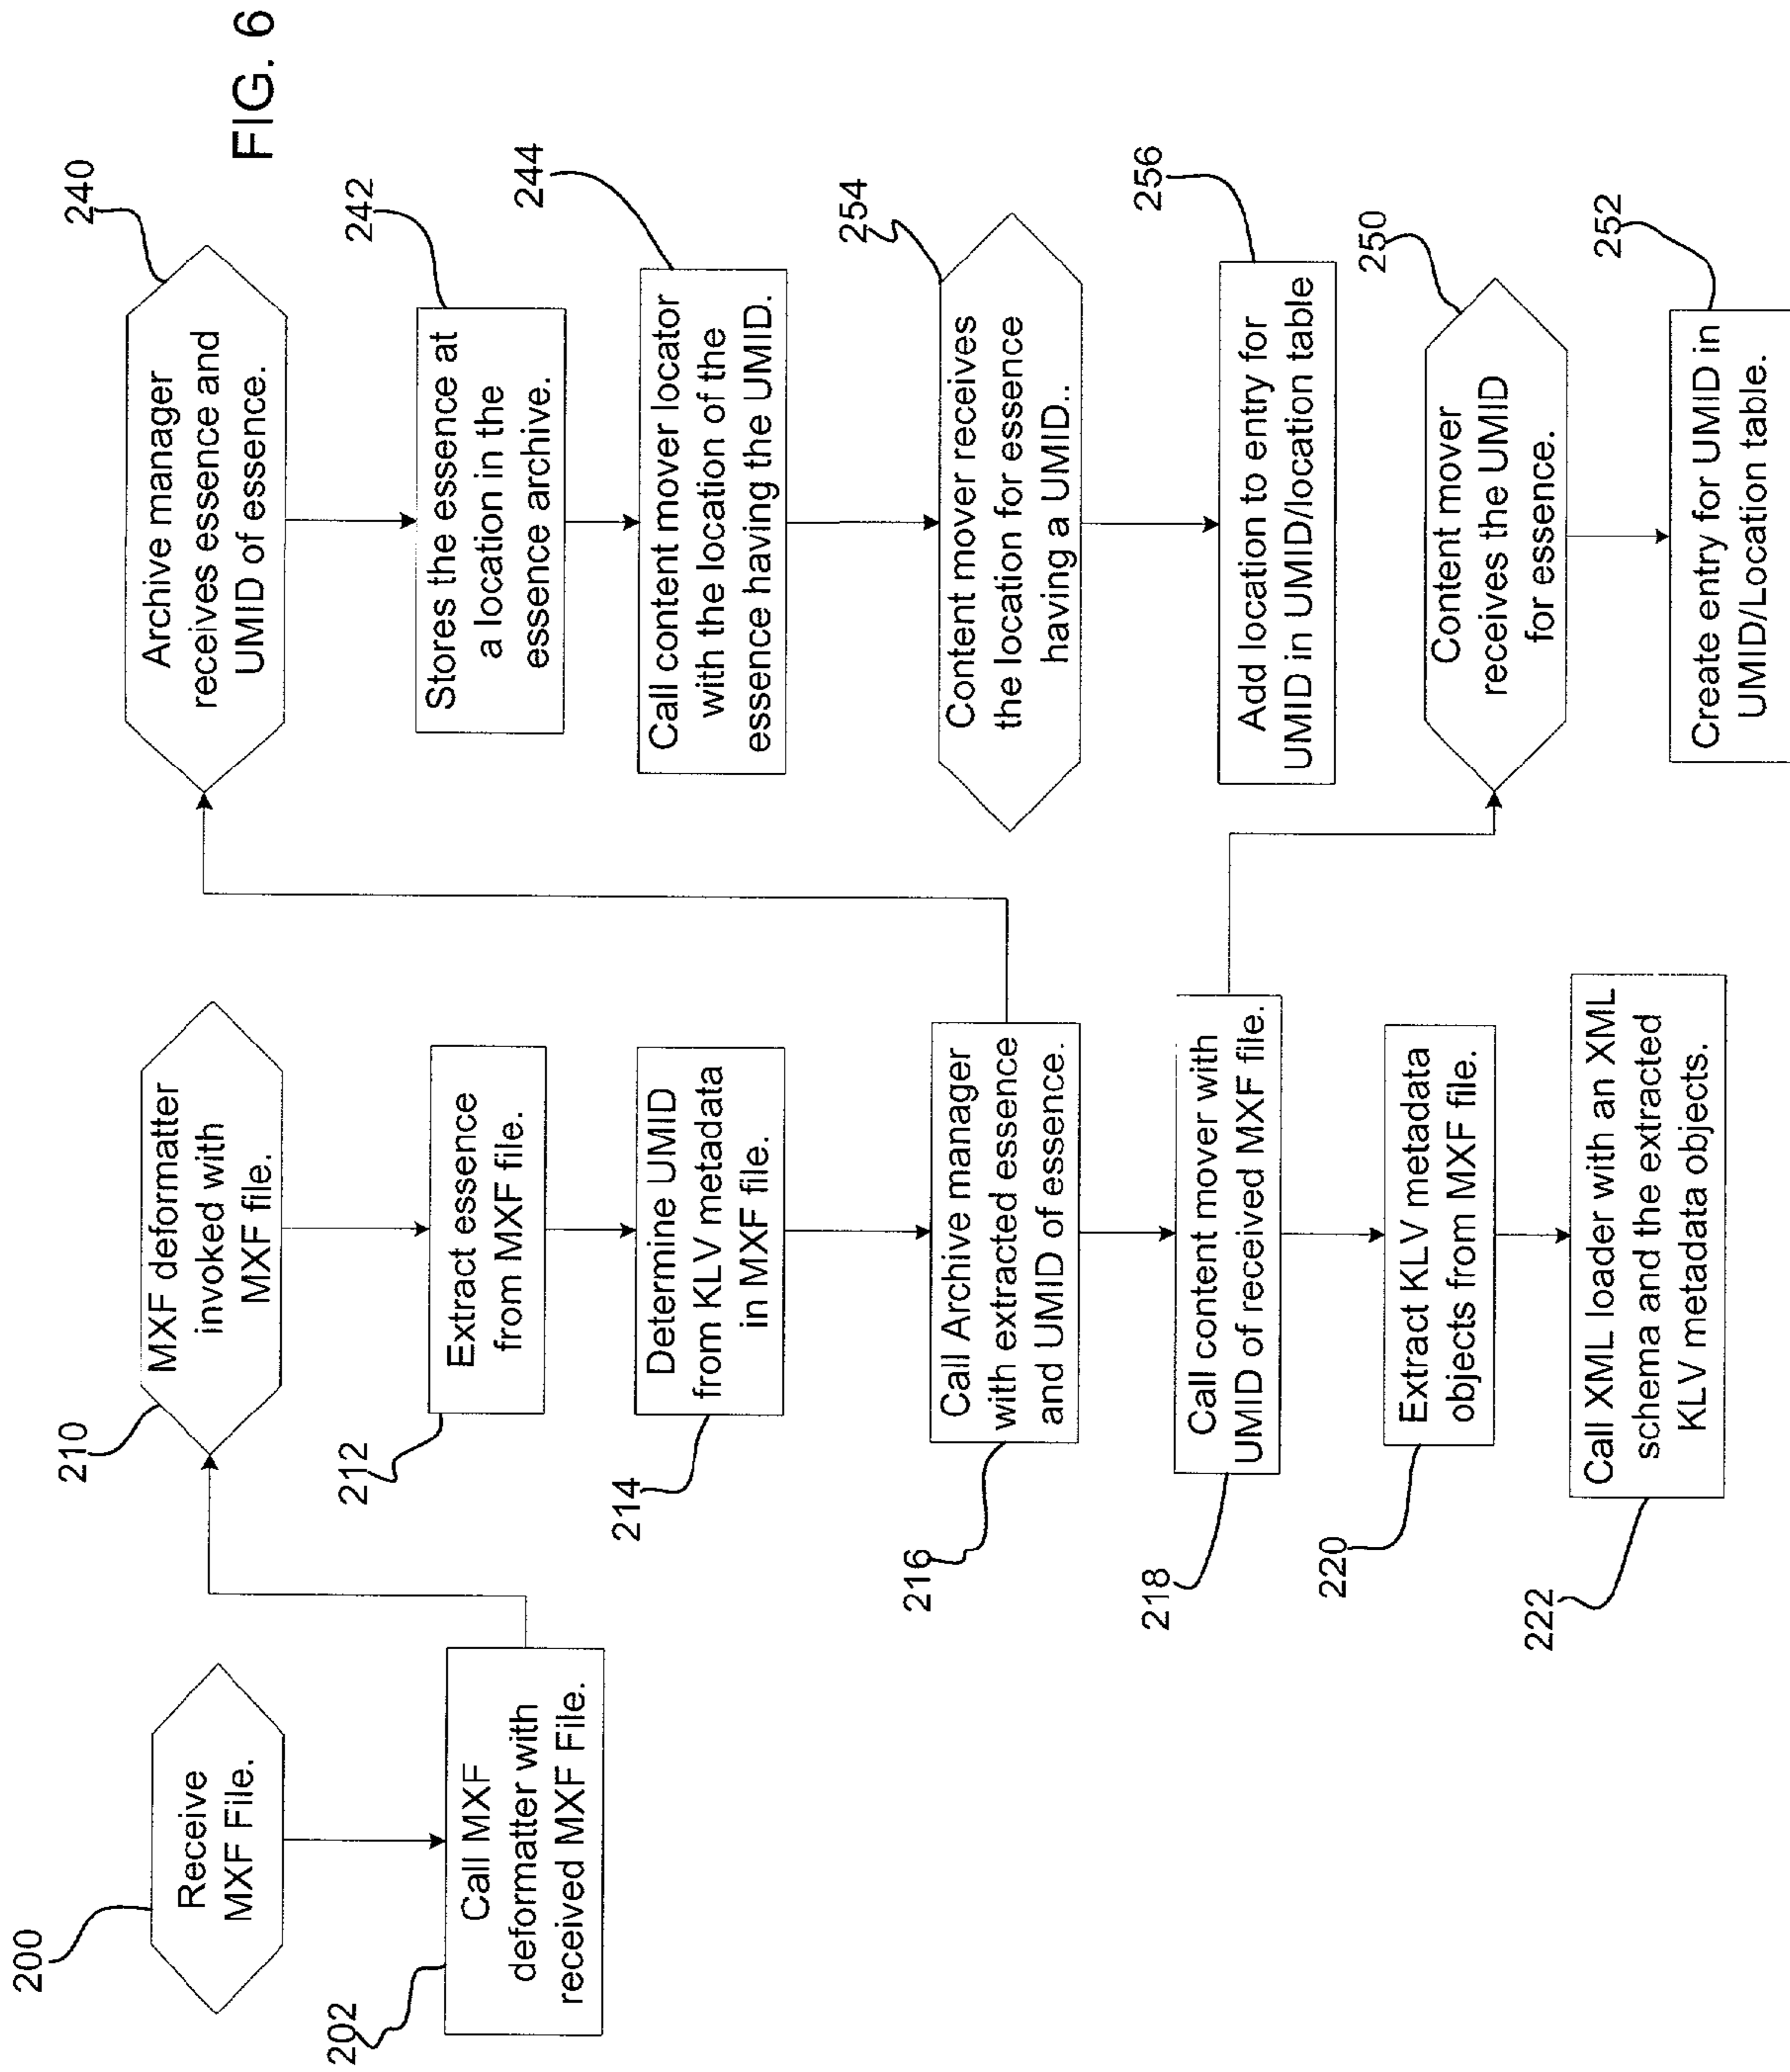 FIG. 6
200
Receive
MXF File.
202
Call MXF
deformatter with
received MXF File.
210
MXF deformatter
invoked with
MXF file.
212
Extract essence
from MXF file.
214
Determine UMID
from KLV metadata
in MXF file.
216
Call Archive manager
with extracted essence
and UMID of essence.
218
Call content mover with
UMID of received MXF file.
220
Extract KLV metadata
objects from MXF file.
222
Call XML loader with an XML
schema and the extracted
KLV metadata objects.
240
Archive manager
receives essence and
UMID of essence.
242
Stores the essence at
a location in the
essence archive.
244
Call content mover locator
with the location of the
essence having the UMID.
254
Content mover receives
the location for essence
having a UMID..
256
Add location to entry for
UMID in UMID/location table
250
Content mover
receives the UMID
for essence.
252
Create entry for UMID in
UMID/Location table.